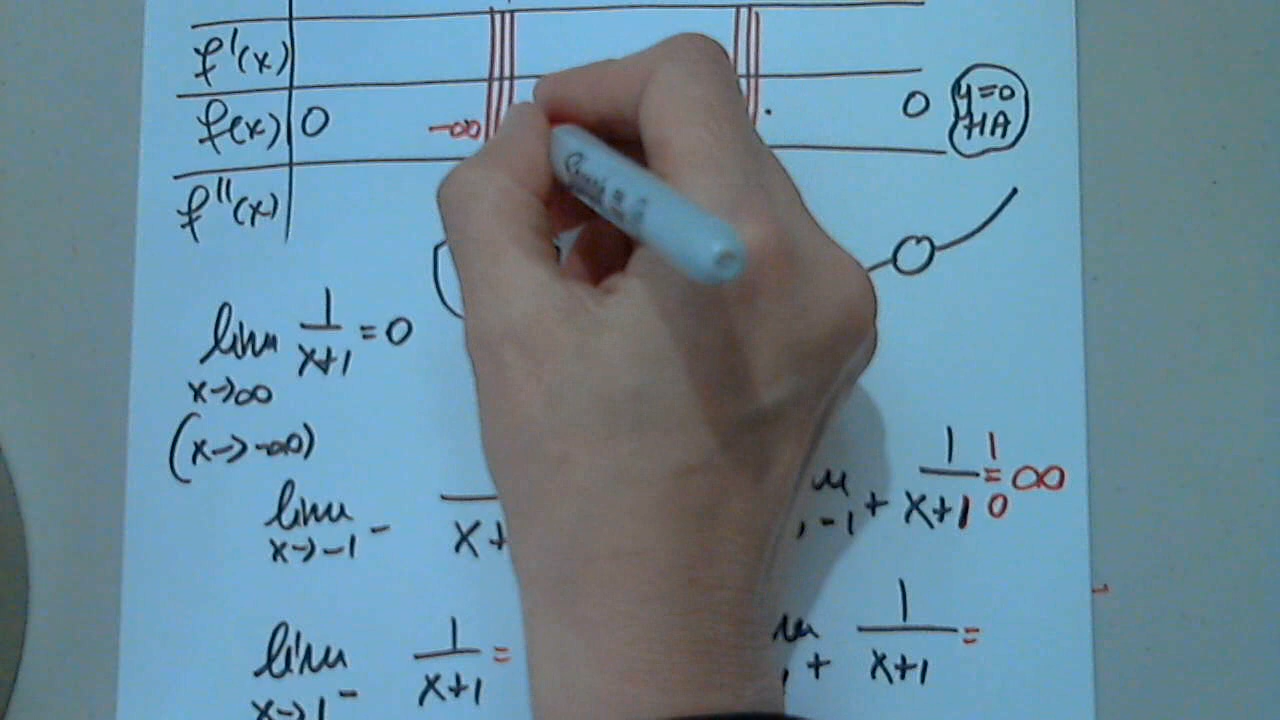 f'(x)
f(x) 0 -∞ 0 y=0 HA
f''(x)
lim 1/(x+1) = 0
x→∞
(x→-∞)
lim x→-1⁻ x+ -1⁺ 1/(x+1) = 1/0 ∞
lim x→1⁻ 1/(x+1) = + 1/(x+1) =